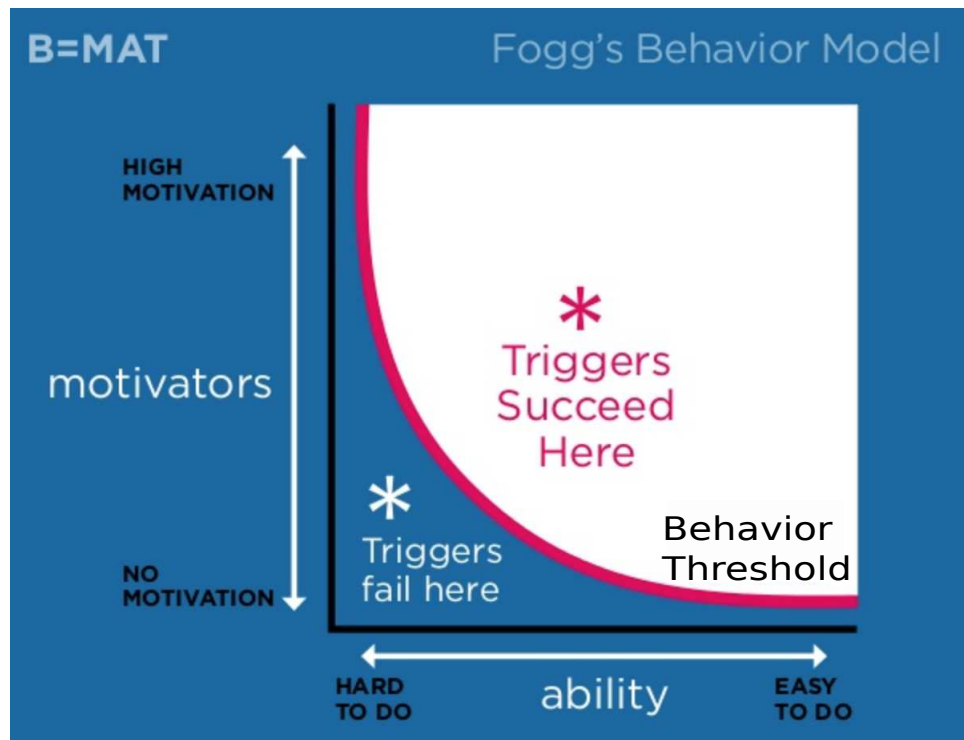 B=MAT
Fogg's Behavior Model
HIGH
MOTIVATION
motivators
NO
MOTIVATION
*
Triggers
Succeed
Here
*
Triggers
fail here
Behavior
Threshold
HARD
TO DO
ability
EASY
TO DO